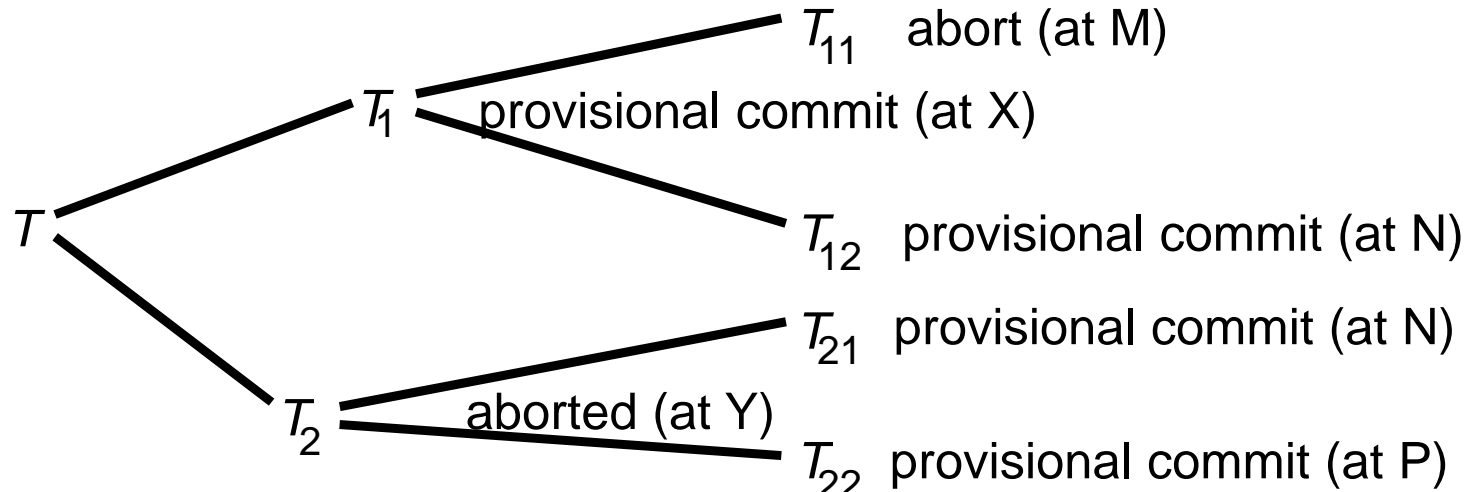 T₁₁ abort (at M)
T₁ provisional commit (at X)
T
T₁₂ provisional commit (at N)
T₂₁ provisional commit (at N)
T₂ aborted (at Y)
T₂₂ provisional commit (at P)